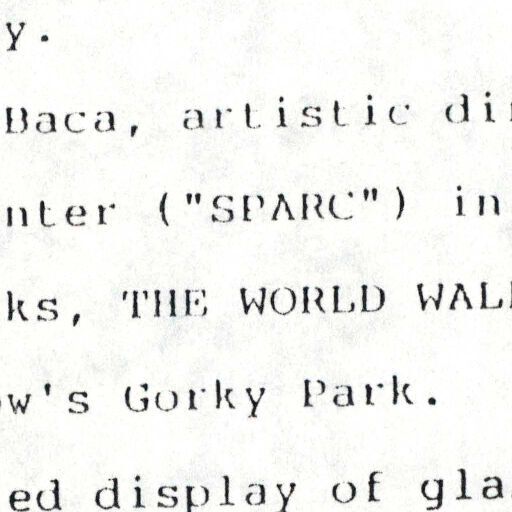 y.
Baca, artistic di
nter ("SPARC") in
ks, THE WORLD WAL
w's Gorky Park.
ed display of gla